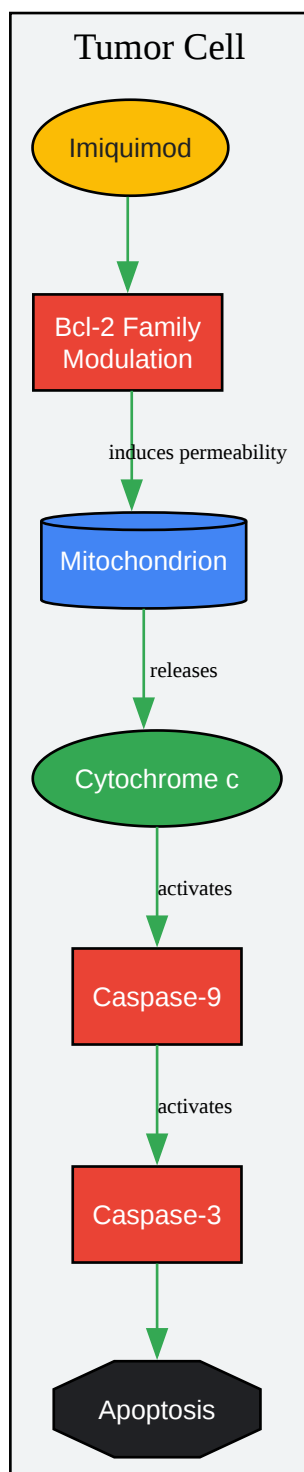 Tumor Cell
Imiquimod
Bcl-2 Family
Modulation
induces permeability
Mitochondrion
releases
Cytochrome c
activates
Caspase-9
activates
Caspase-3
Apoptosis